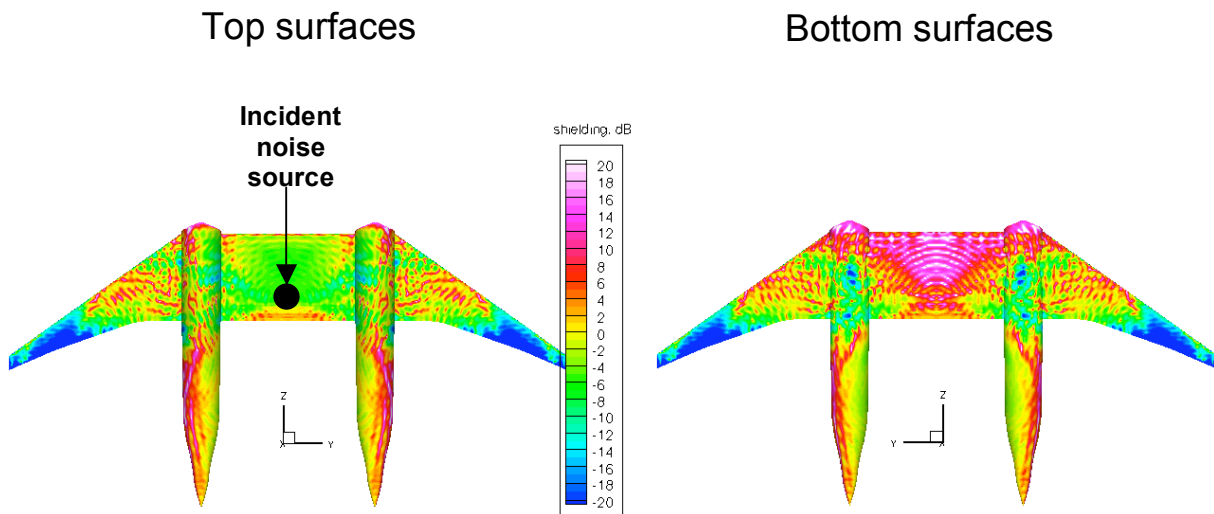 Top surfaces
Bottom surfaces
Incident
noise
source
shielding, dB
20
18
16
14
12
10
8
6
4
2
0
-2
-4
-6
-8
-10
-12
-14
-16
-18
-20
Z
X
Y
Z
Y
X